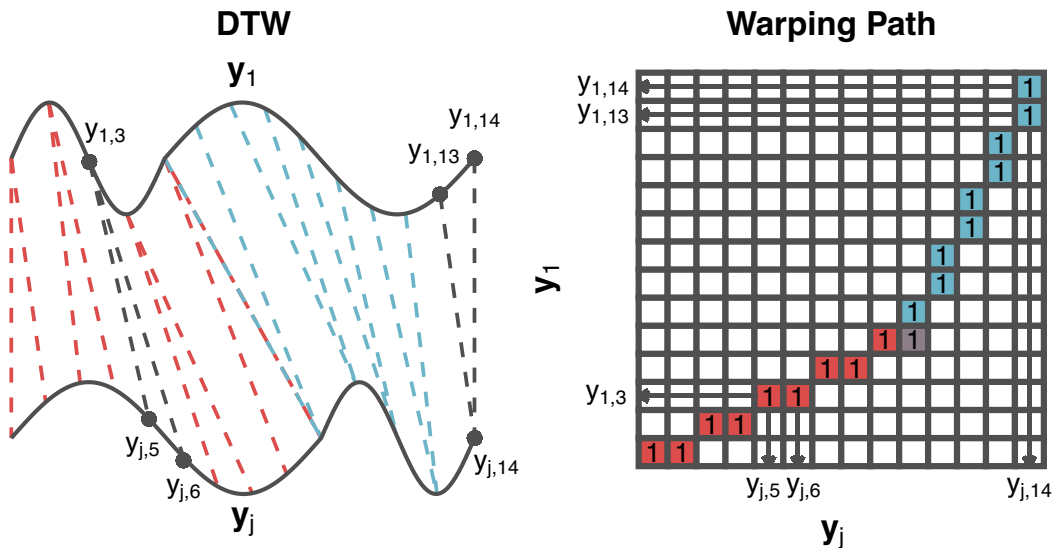 DTW
y1
y1,3
y1,14
y1,13
yj,5
yj,6
yj,14
yj
Warping Path
y1,14
1
y1,13
1
1
1
1
1
1
1
1
y1
1 1
1 1
y1,3
1 1
1 1
1 1
yj,5 yj,6 yj,14
yj